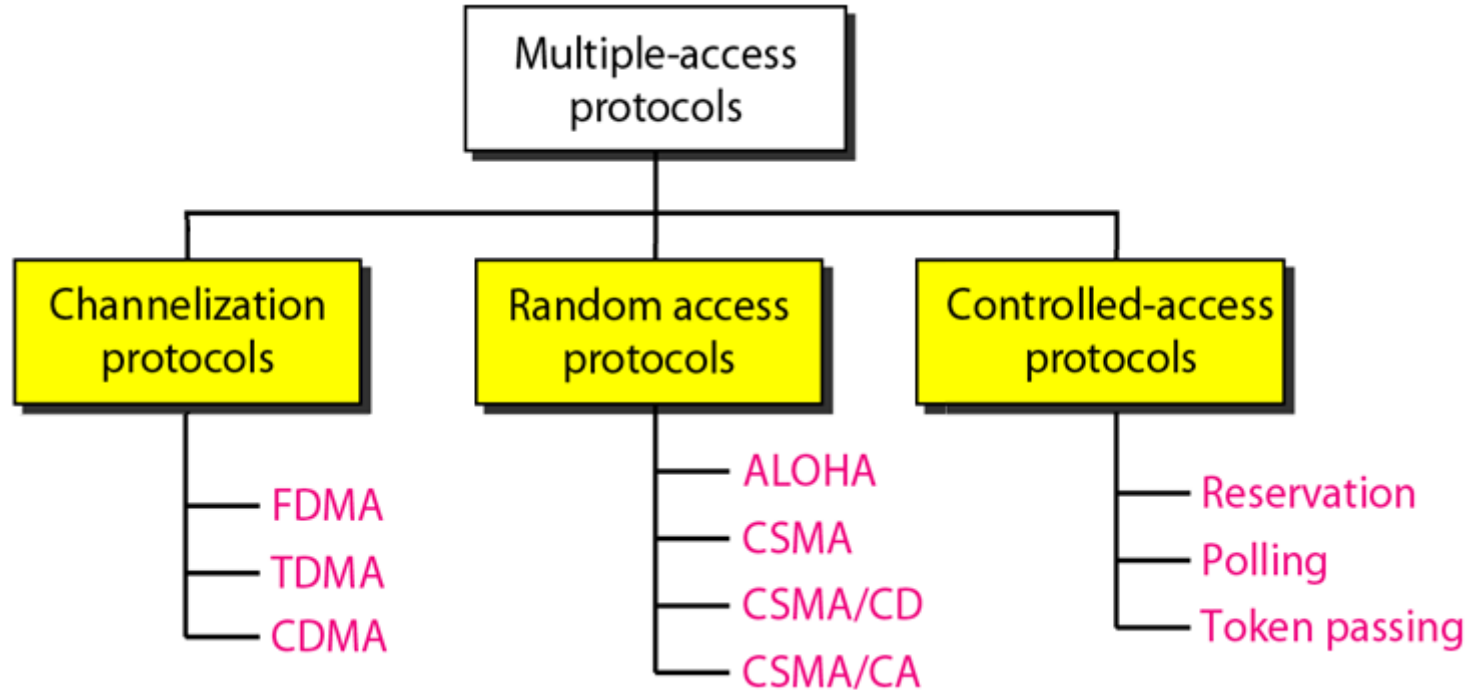 Multiple-access
protocols
Channelization
protocols
FDMA
TDMA
CDMA
Random access
protocols
ALOHA
CSMA
CSMA/CD
CSMA/CA
Controlled-access
protocols
Reservation
Polling
Token passing